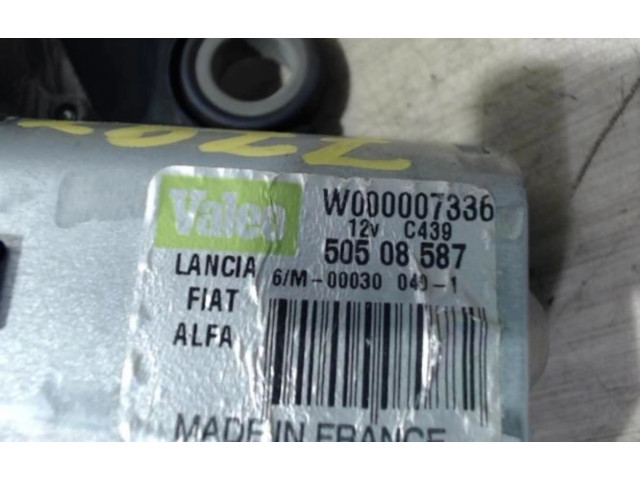 Valeo
W000007336
12v C439
505 08 587
LANCIA 6/M-00030 049-1
FIAT
ALFA
MADE IN FRANCE